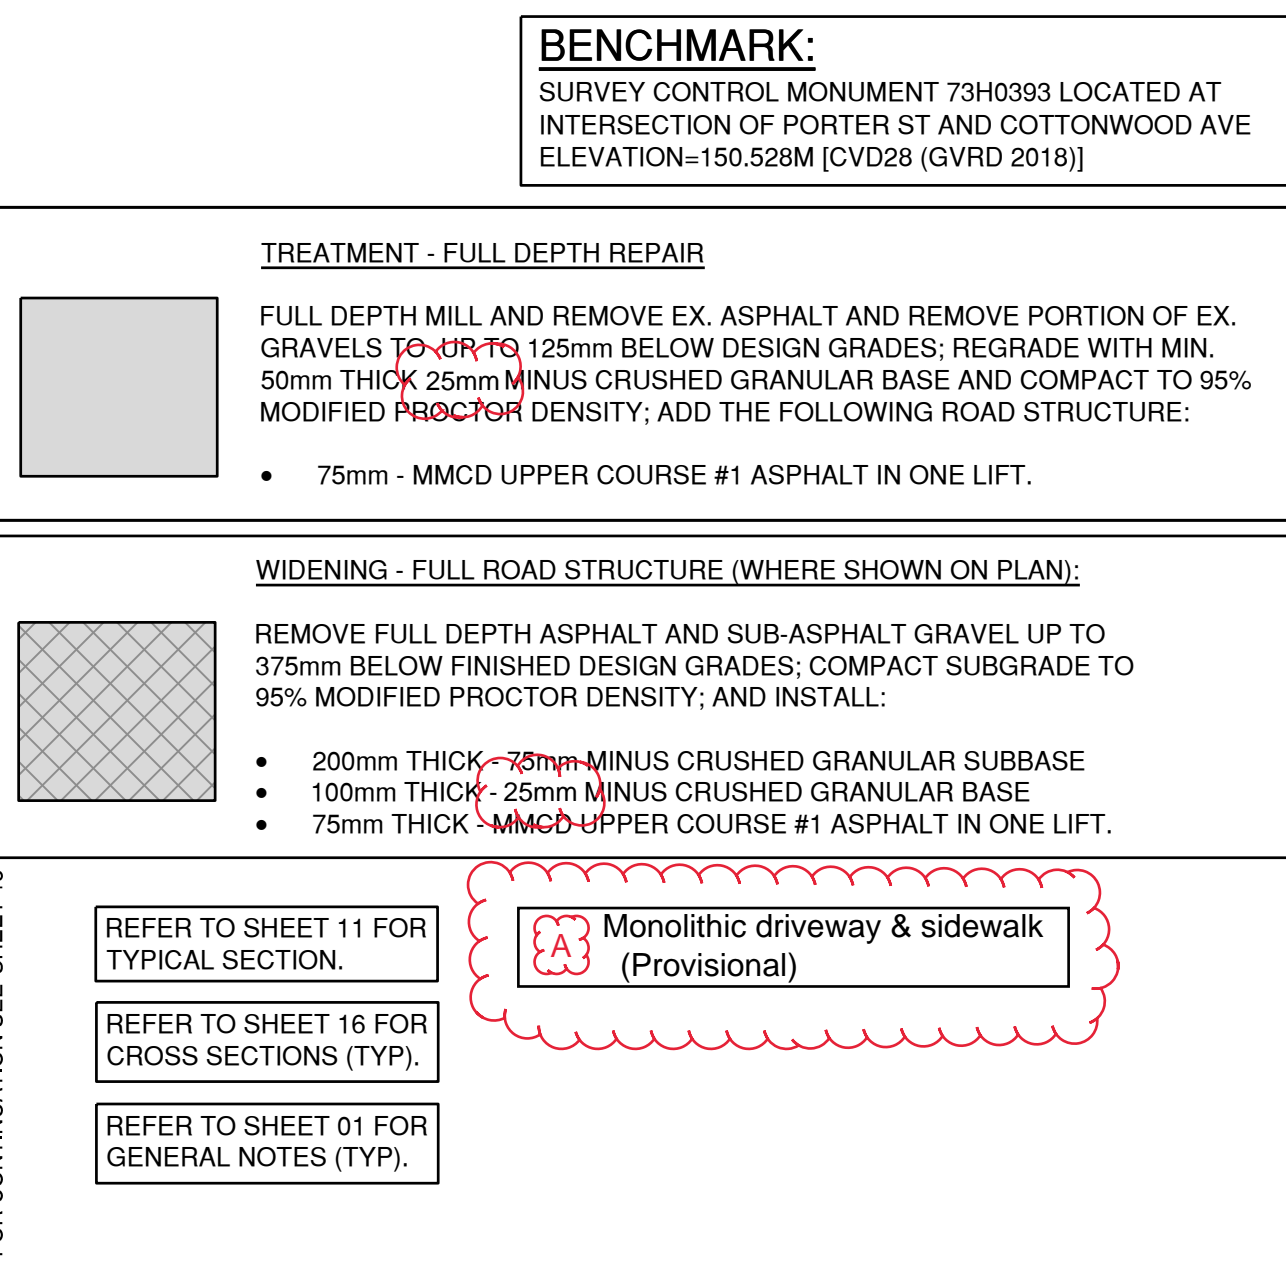 BENCHMARK:
SURVEY CONTROL MONUMENT 73H0393 LOCATED AT
INTERSECTION OF PORTER ST AND COTTONWOOD AVE
ELEVATION=150.528M [CVD28 (GVRD 2018)]
TREATMENT - FULL DEPTH REPAIR
FULL DEPTH MILL AND REMOVE EX. ASPHALT AND REMOVE PORTION OF EX.
GRAVELS TO UP TO 125mm BELOW DESIGN GRADES; REGRADE WITH MIN.
50mm THICK 25mm MINUS CRUSHED GRANULAR BASE AND COMPACT TO 95%
MODIFIED PROCTOR DENSITY; ADD THE FOLLOWING ROAD STRUCTURE:
• 75mm - MMCD UPPER COURSE #1 ASPHALT IN ONE LIFT.
WIDENING - FULL ROAD STRUCTURE (WHERE SHOWN ON PLAN):
REMOVE FULL DEPTH ASPHALT AND SUB-ASPHALT GRAVEL UP TO
375mm BELOW FINISHED DESIGN GRADES; COMPACT SUBGRADE TO
95% MODIFIED PROCTOR DENSITY; AND INSTALL:
• 200mm THICK - 75mm MINUS CRUSHED GRANULAR SUBBASE
• 100mm THICK - 25mm MINUS CRUSHED GRANULAR BASE
• 75mm THICK - MMCD UPPER COURSE #1 ASPHALT IN ONE LIFT.
REFER TO SHEET 11 FOR
TYPICAL SECTION.
A Monolithic driveway & sidewalk
(Provisional)
REFER TO SHEET 16 FOR
CROSS SECTIONS (TYP).
REFER TO SHEET 01 FOR
GENERAL NOTES (TYP).